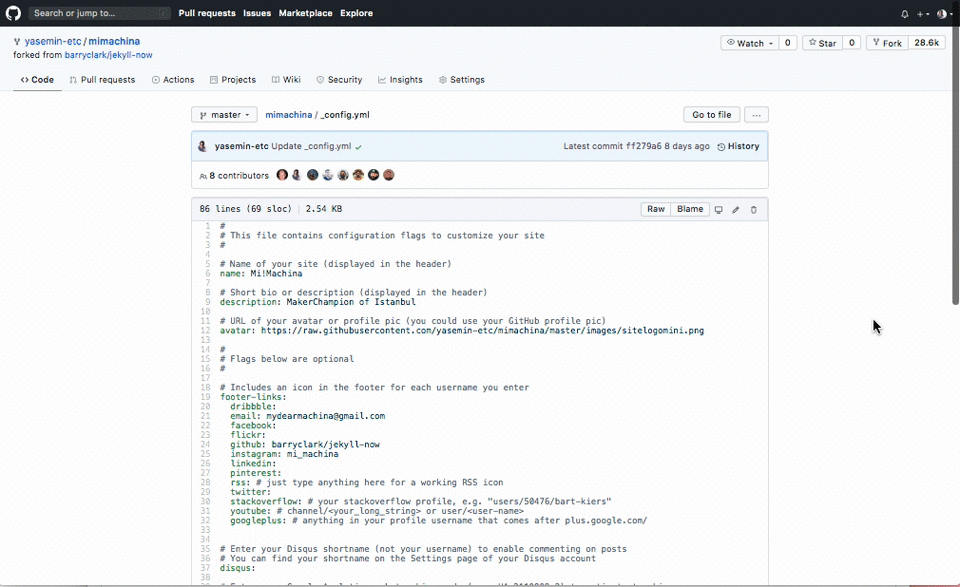 Search or jump to... / Pull requests Issues Marketplace Explore
yasemin-etc / mimachina
forked from barryclark/jekyll-now
Watch 0 Star 0 Fork 28.6k
Code Pull requests Actions Projects Wiki Security Insights Settings
master mimachina / _config.yml Go to file ...
yasemin-etc Update _config.yml Latest commit ff279a6 8 days ago History
8 contributors
86 lines (69 sloc) 2.54 KB Raw Blame
1 #
2 # This file contains configuration flags to customize your site
3 #
4
5 # Name of your site (displayed in the header)
6 name: Mi!Machina
7
8 # Short bio or description (displayed in the header)
9 description: MakerChampion of Istanbul
10
11 # URL of your avatar or profile pic (you could use your GitHub profile pic)
12 avatar: https://raw.githubusercontent.com/yasemin-etc/mimachina/master/images/sitelogomini.png
13
14 #
15 # Flags below are optional
16 #
17
18 # Includes an icon in the footer for each username you enter
19 footer-links:
20 dribbble:
21 email: mydearmachina@gmail.com
22 facebook:
23 flickr:
24 github: barryclark/jekyll-now
25 instagram: mi_machina
26 linkedin:
27 pinterest:
28 rss: # just type anything here for a working RSS icon
29 twitter:
30 stackoverflow: # your stackoverflow profile, e.g. "users/50476/bart-kiers"
31 youtube: # channel/<your_long_string> or user/<user-name>
32 googleplus: # anything in your profile username that comes after plus.google.com/
33
34
35 # Enter your Disqus shortname (not your username) to enable commenting on posts
36 # You can find your shortname on the Settings page of your Disqus account
37 disqus:
38